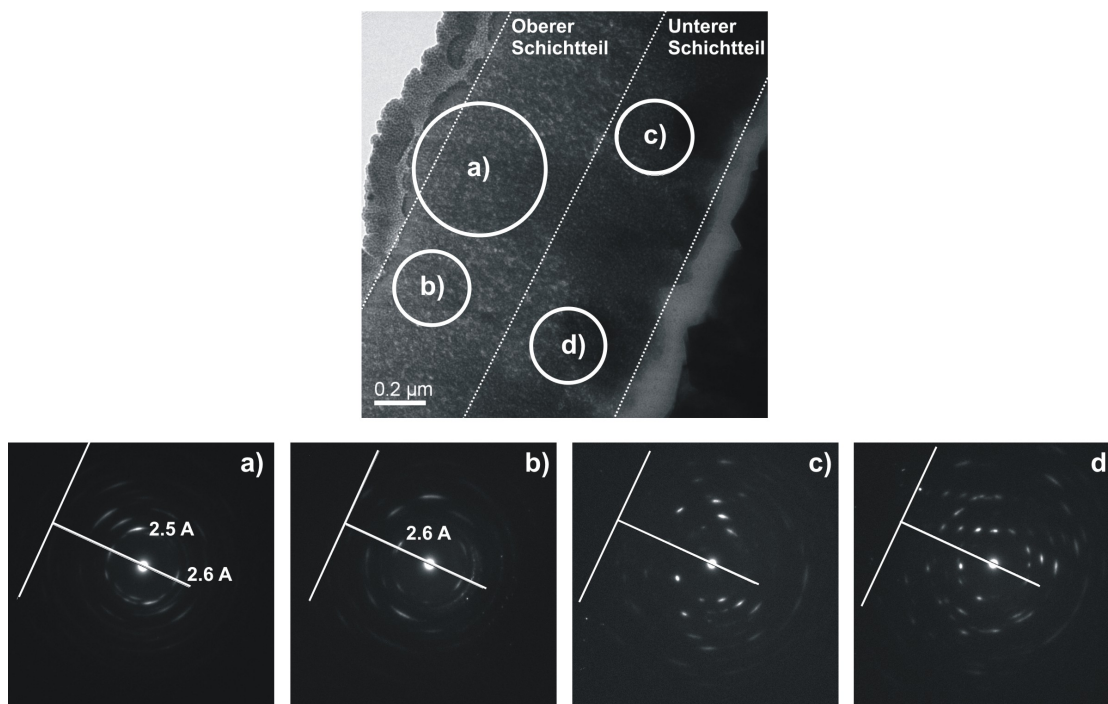 Oberer
Schichtteil
Unterer
Schichtteil
a)
b)
c)
d)
0.2 µm
a)
2.5 A
2.6 A
b)
2.6 A
c)
d